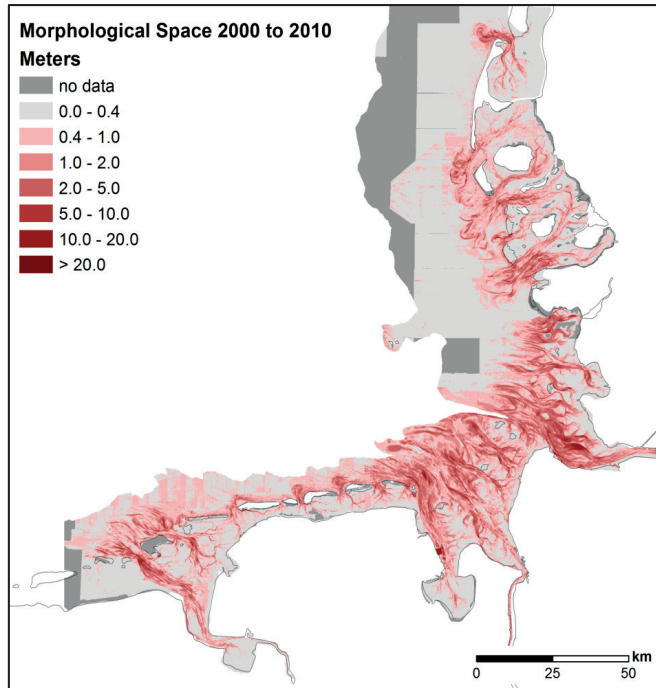 Morphological Space 2000 to 2010
Meters
no data
0.0 - 0.4
0.4 - 1.0
1.0 - 2.0
2.0 - 5.0
5.0 - 10.0
10.0 - 20.0
> 20.0
km
0 25 50